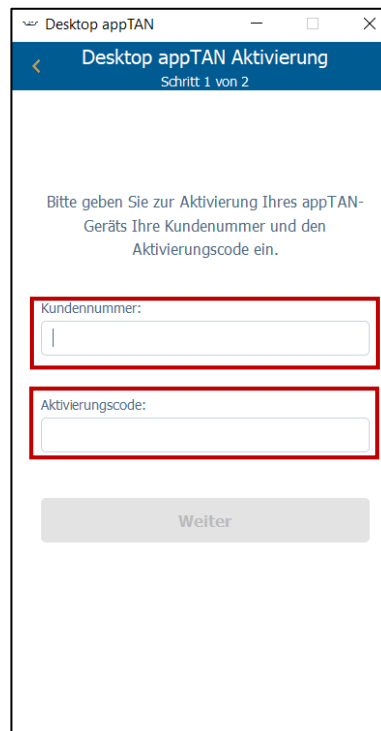 Desktop appTAN
Desktop appTAN Aktivierung
Schritt 1 von 2
Bitte geben Sie zur Aktivierung Ihres appTAN-
Geräts Ihre Kundenummer und den
Aktivierungscode ein.
Kundennummer:
Aktivierungscode:
Weiter